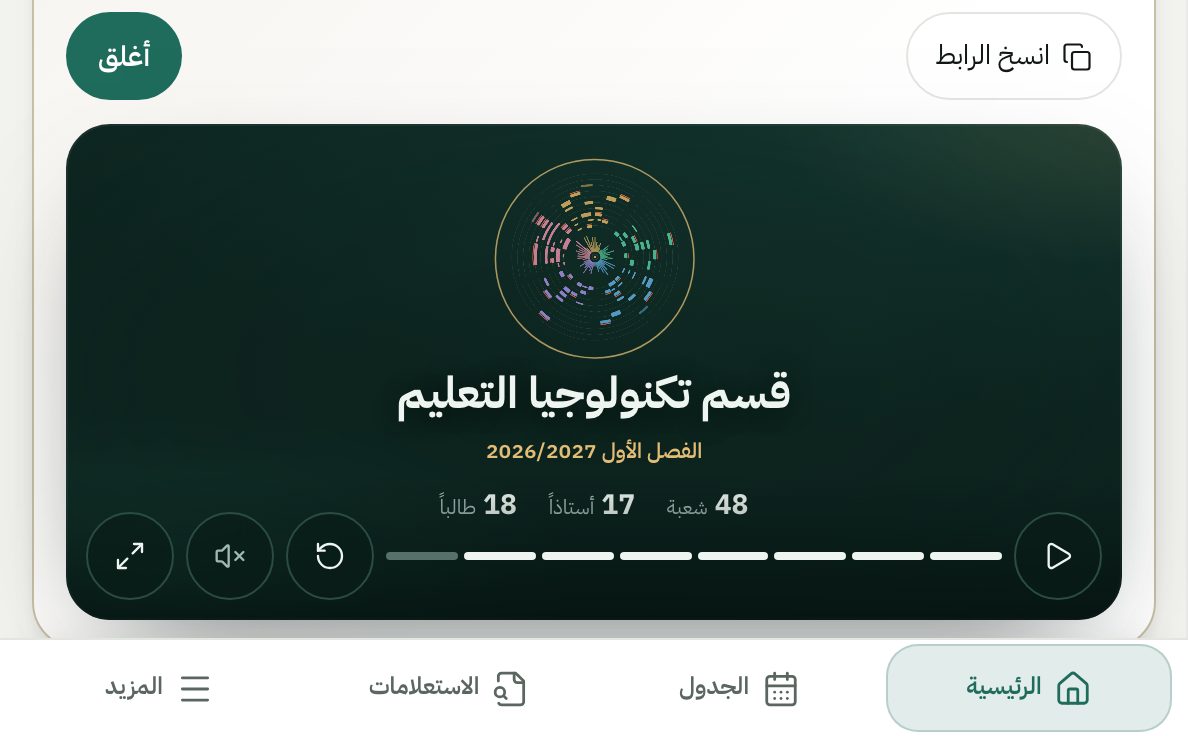 انسخ الرابط
أغلق
قسم تكنولوجيا التعليم
الفصل الأول 2026/2027
48 شعبة 17 أستاذاً 18 طالباً
الرئيسية
الجدول
الاستعلامات
المزيد